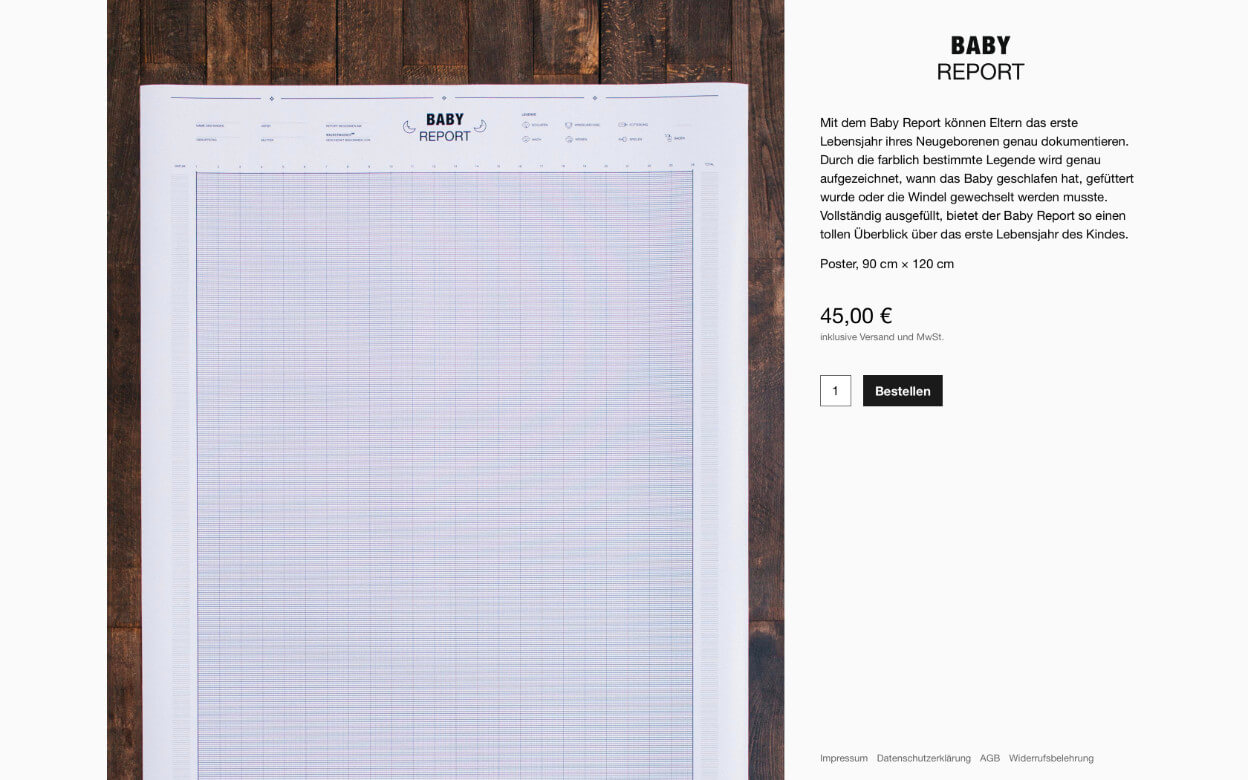 BABY
REPORT
LEGENDE
BABY
REPORT
Mit dem Baby Report können Eltern das erste
Lebensjahr ihres Neugeborenen genau dokumentieren.
Durch die farblich bestimmte Legende wird genau
aufgezeichnet, wann das Baby geschlafen hat, gefüttert
wurde oder die Windel gewechselt werden musste.
Vollständig ausgefüllt, bietet der Baby Report so einen
tollen Überblick über das erste Lebensjahr des Kindes.
Poster, 90 cm × 120 cm
45,00 €
inklusive Versand und MwSt.
1 Bestellen
Impressum Datenschutzerklärung AGB Widerrufsbelehrung